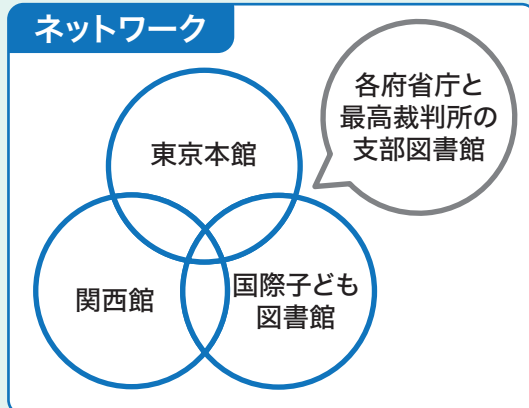 ネットワーク
各府省庁と
最高裁判所の
支部図書館
東京本館
関西館
国際子ども
図書館